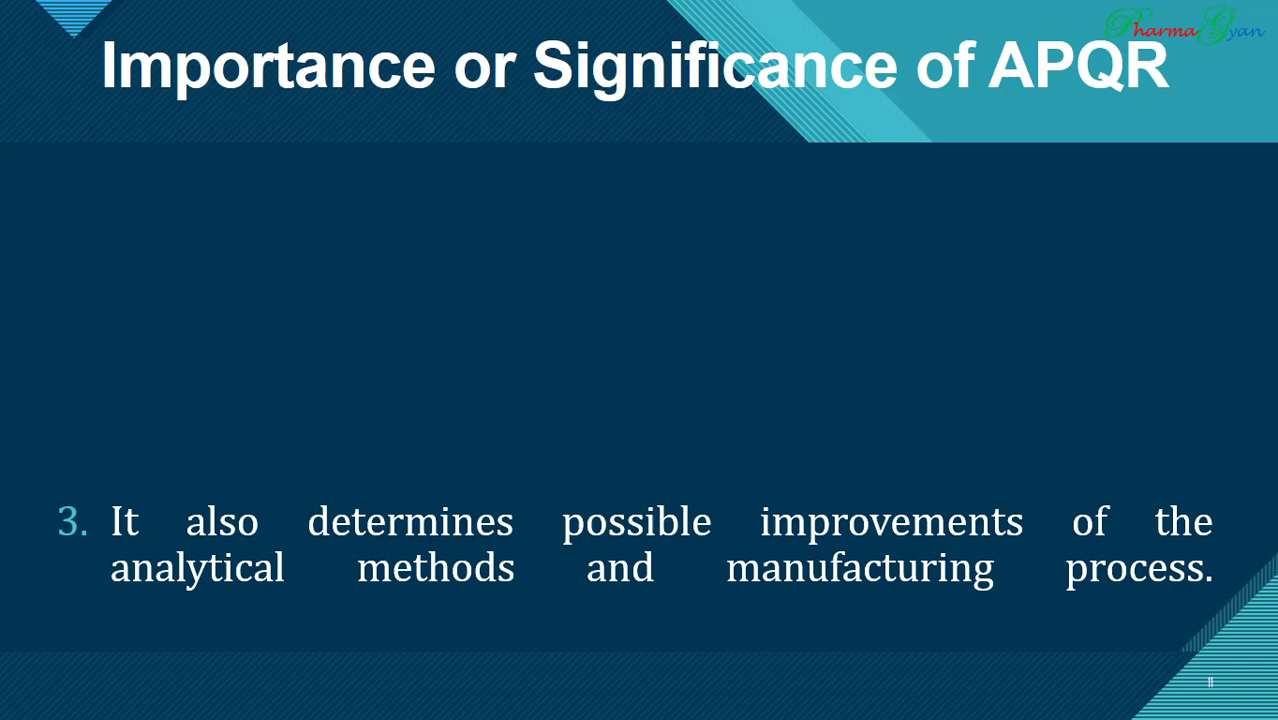 PharmaGyan
Importance or Significance of APQR
3. It also determines possible improvements of the
analytical methods and manufacturing process.